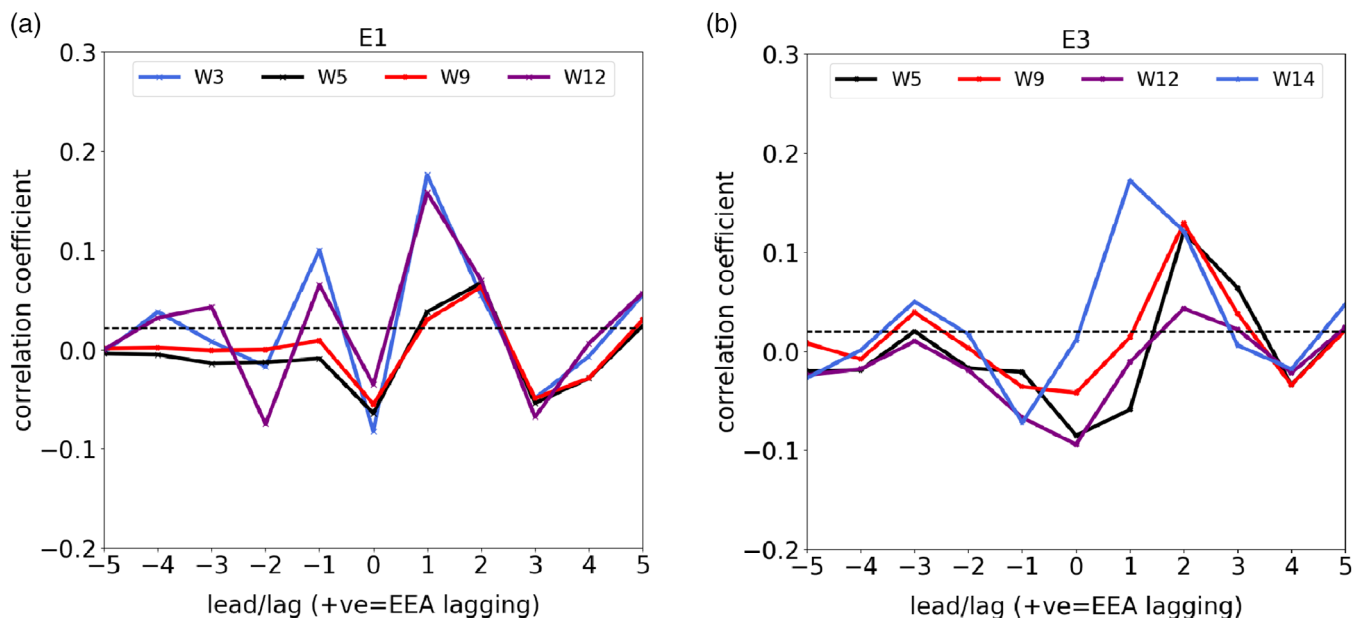 (a)
E1
W3 W5 W9 W12
0.3
0.2
0.1
0.0
−0.1
−0.2
correlation coefficient
−5 −4 −3 −2 −1 0 1 2 3 4 5
lead/lag (+ve=EEA lagging)
(b)
E3
W5 W9 W12 W14
0.3
0.2
0.1
0.0
−0.1
−0.2
correlation coefficient
−5 −4 −3 −2 −1 0 1 2 3 4 5
lead/lag (+ve=EEA lagging)